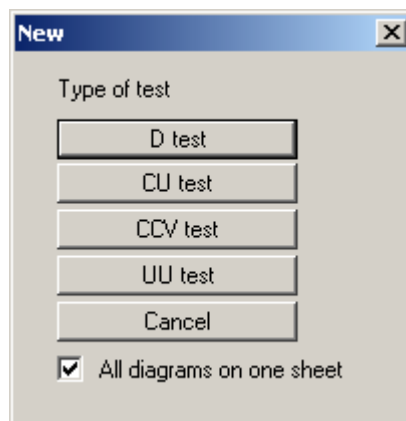 New
Type of test
D test
CU test
CCV test
UU test
Cancel
All diagrams on one sheet